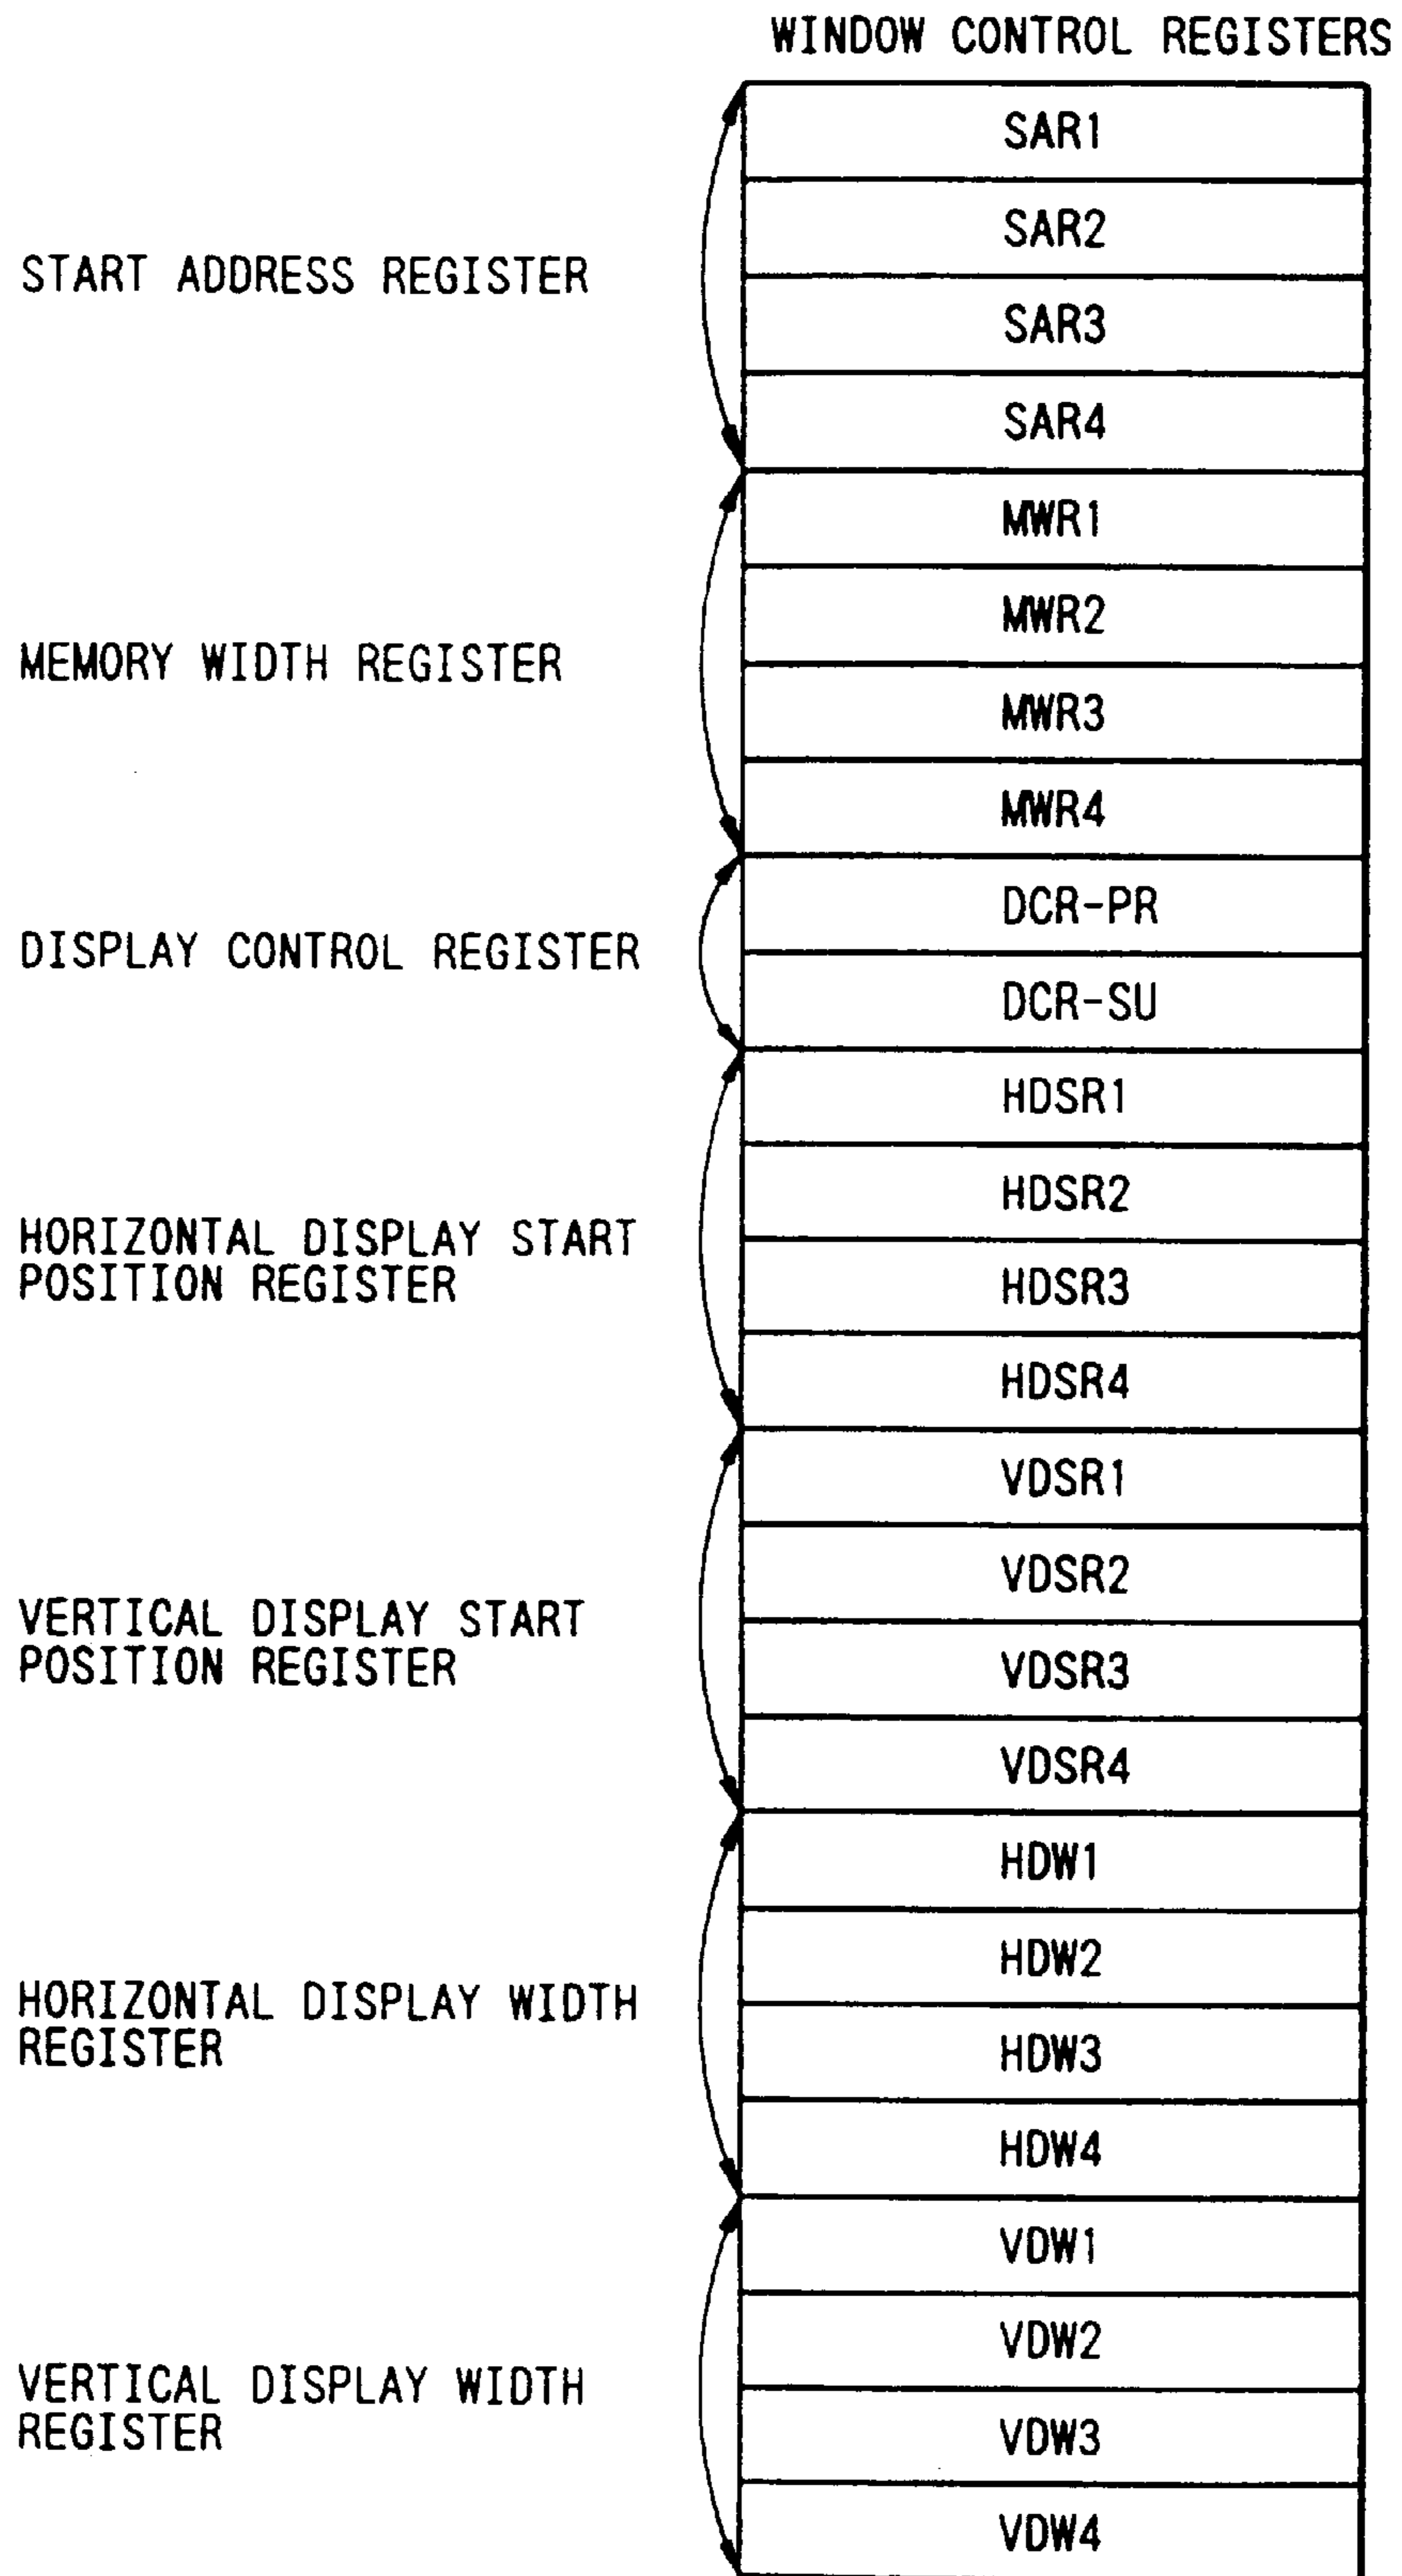 WINDOW CONTROL REGISTERS
SAR1
SAR2
START ADDRESS REGISTER
SAR3
SAR4
MWR1
MWR2
MEMORY WIDTH REGISTER
MWR3
MWR4
DCR-PR
DISPLAY CONTROL REGISTER
DCR-SU
HDSR1
HDSR2
HORIZONTAL DISPLAY START
POSITION REGISTER
HDSR3
HDSR4
VDSR1
VDSR2
VERTICAL DISPLAY START
POSITION REGISTER
VDSR3
VDSR4
HDW1
HDW2
HORIZONTAL DISPLAY WIDTH
REGISTER
HDW3
HDW4
VDW1
VDW2
VERTICAL DISPLAY WIDTH
REGISTER
VDW3
VDW4